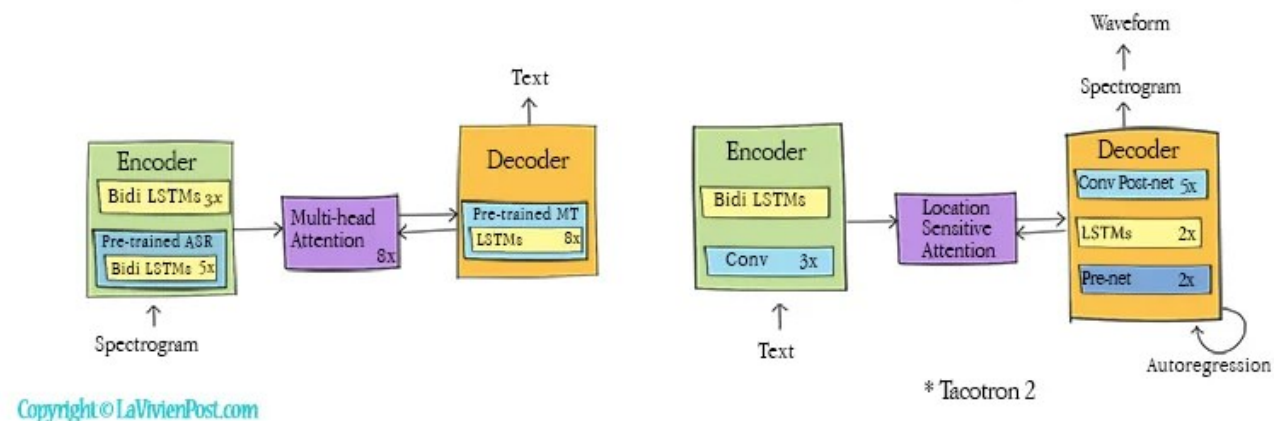 Text
Encoder
Bidi LSTMs 3x
Pre-trained ASR
Bidi LSTMs 5x
Spectrogram
Multi-head
Attention
8x
Decoder
Pre-trained MT
LSTMs 8x
Waveform
Spectrogram
Encoder
Bidi LSTMs
Conv 3x
Text
Location
Sensitive
Attention
Decoder
Conv Post-net 5x
LSTMs 2x
Pre-net 2x
Autoregression
* Tacotron 2
Copyright © LaVivienPost.com